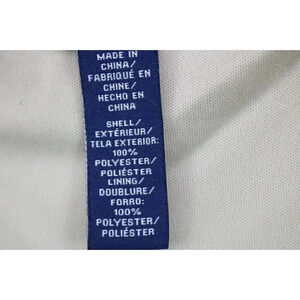 MADE IN
CHINA/
FABRIQUÉ EN
CHINE/
HECHO EN
CHINA
SHELL/
EXTÉRIEUR/
TELA EXTERIOR:
100%
POLYESTER/
POLIÉSTER
LINING/
DOUBLURE/
FORRO:
100%
POLYESTER/
POLIÉSTER